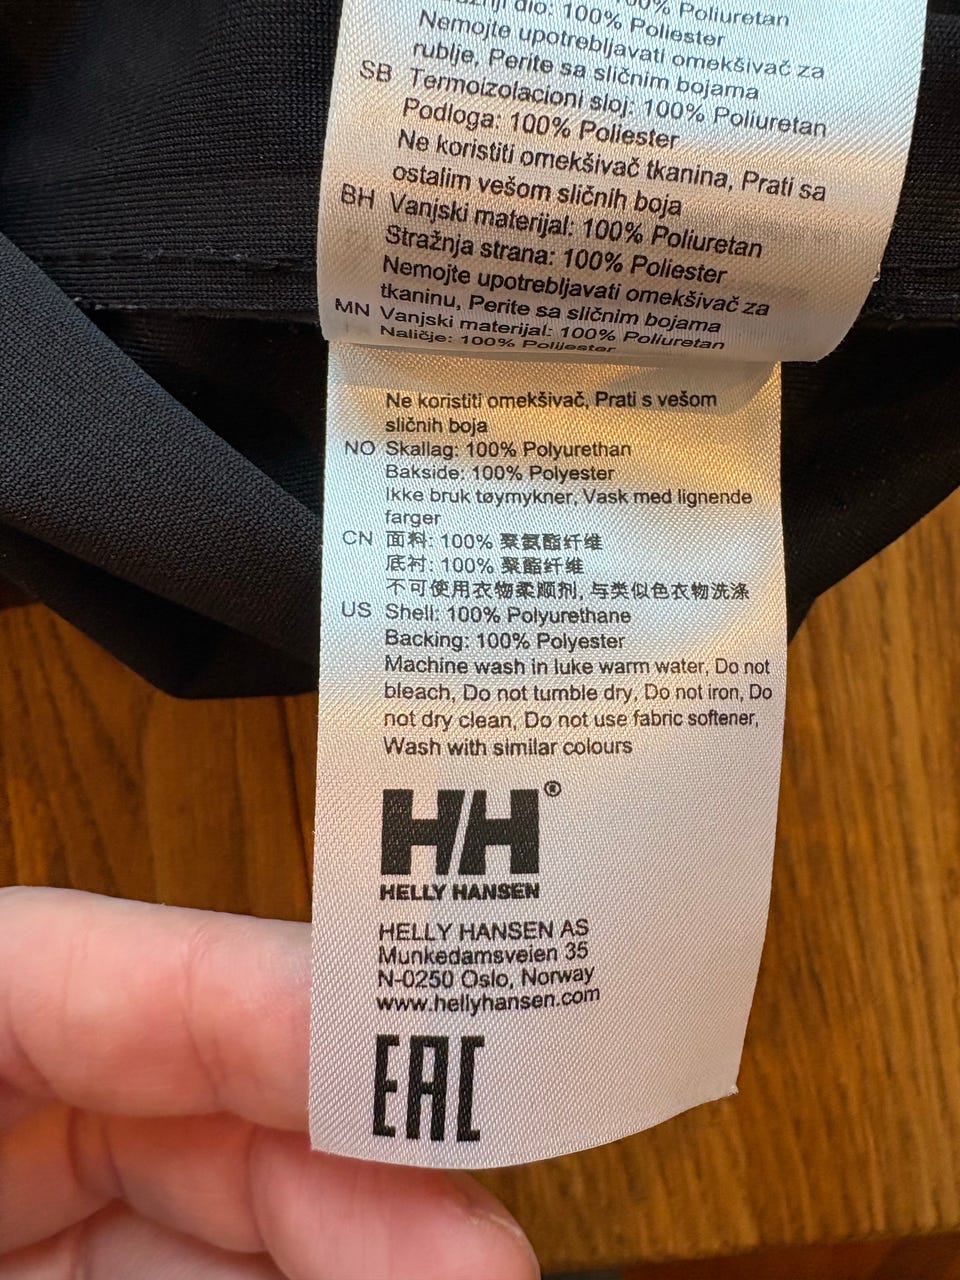 100% Poliuretan
dio: 100% Poliester
Nemojte upotrebljavati omekšivač za
rublje, Perite sa sličnim bojama
SB Termoizolacioni sloj: 100% Poliuretan
Podloga: 100% Poliester
Ne koristiti omekšivač tkanina, Prati sa
ostalim vešom sličnih boja
BH Vanjski materijal: 100% Poliuretan
Stražnja strana: 100% Poliester
Nemojte upotrebljavati omekšivač za
tkaninu, Perite sa sličnim bojama
MN Vanjski materijal: 100% Poliuretan
Naličje: 100% Poliester
Ne koristiti omekšivač, Prati s vešom
sličnih boja
NO Skallag: 100% Polyurethan
Bakside: 100% Polyester
Ikke bruk tøymykner, Vask med lignende
farger
CN 面料: 100% 聚氨酯纤维
底衬: 100% 聚酯纤维
不可使用衣物柔顺剂, 与类似色衣物洗涤
US Shell: 100% Polyurethane
Backing: 100% Polyester
Machine wash in luke warm water, Do not
bleach, Do not tumble dry, Do not iron, Do
not dry clean, Do not use fabric softener,
Wash with similar colours
HH®
HELLY HANSEN
HELLY HANSEN AS
Munkedamsveien 35
N-0250 Oslo, Norway
www.hellyhansen.com
EAC